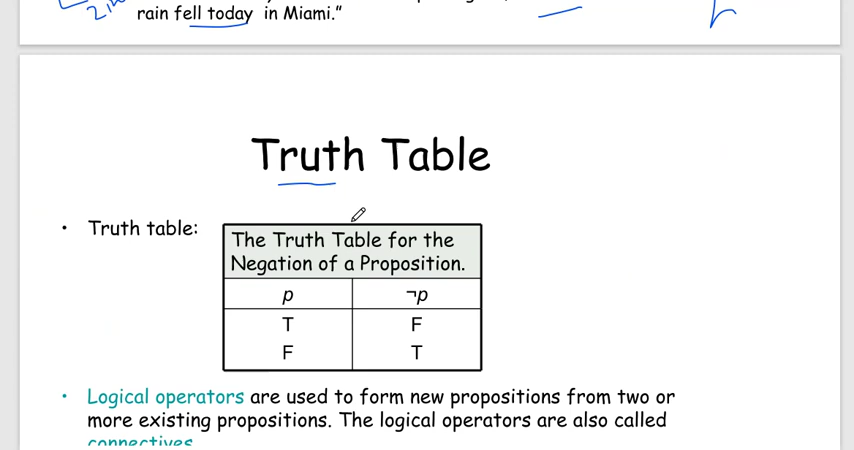 rain fell today in Miami."
Truth Table
• Truth table:
The Truth Table for the
Negation of a Proposition.
p ¬p
T F
F T
• Logical operators are used to form new propositions from two or
more existing propositions. The logical operators are also called
connectives.